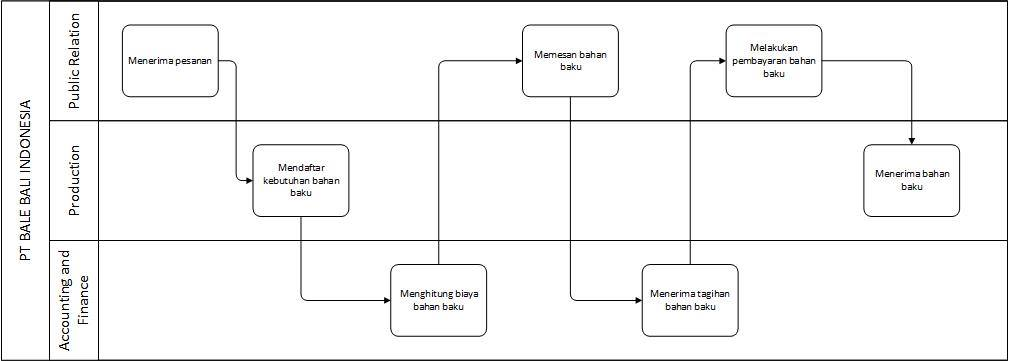 PT BALE BALI INDONESIA
Public Relation
Menerima pesanan
Memesan bahan
baku
Melakukan
pembayaran bahan
baku
Production
Mendaftar
kebutuhan bahan
baku
Menerima bahan
baku
Accounting and
Finance
Menghitung biaya
bahan baku
Menerima tagihan
bahan baku